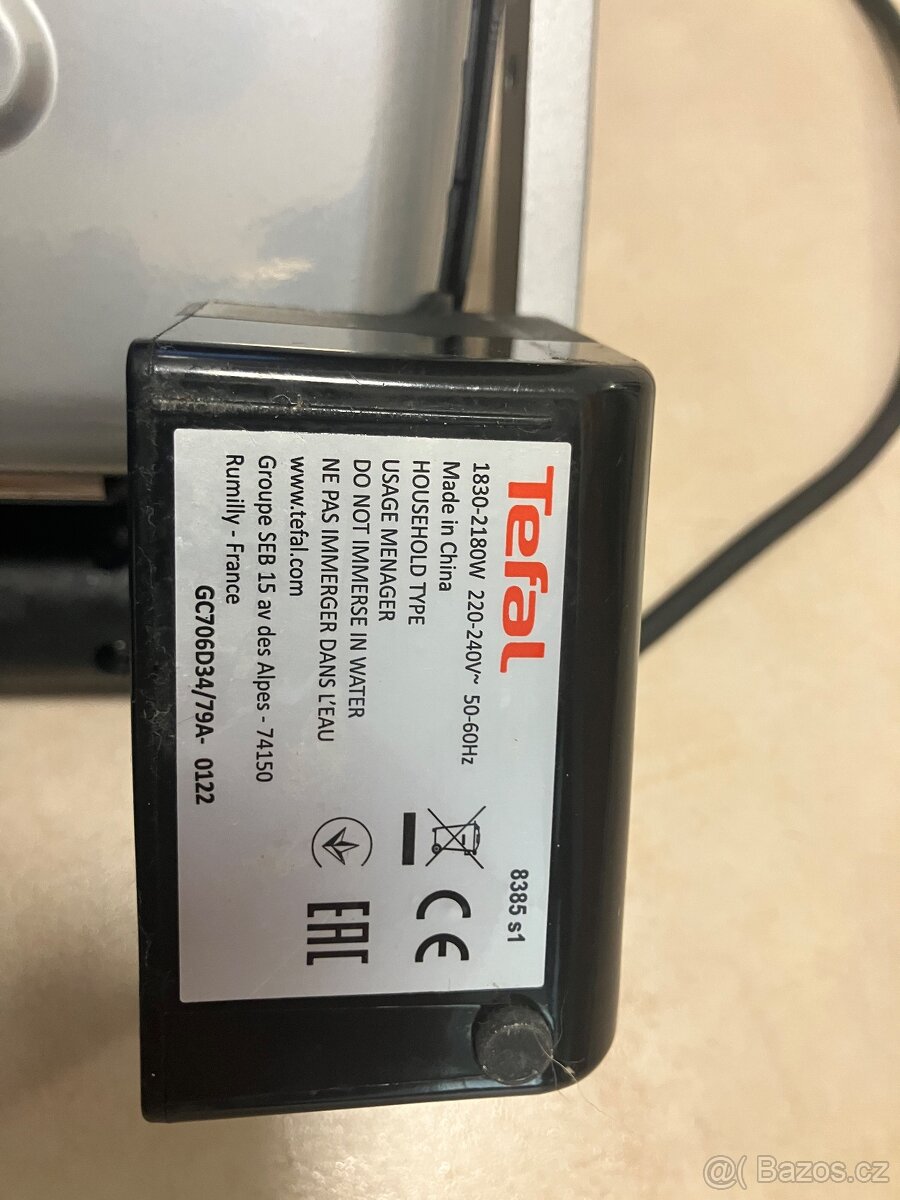 Tefal
8385 s1
1830-2180W 220-240V~ 50-60Hz
Made in China
HOUSEHOLD TYPE
USAGE MENAGER
DO NOT IMMERSE IN WATER
NE PAS IMMERGER DANS L'EAU
www.tefal.com
Groupe SEB 15 av des Alpes - 74150
Rumilly - France
GC706D34/79A- 0122
CE
EAC
@( Bazos.cz